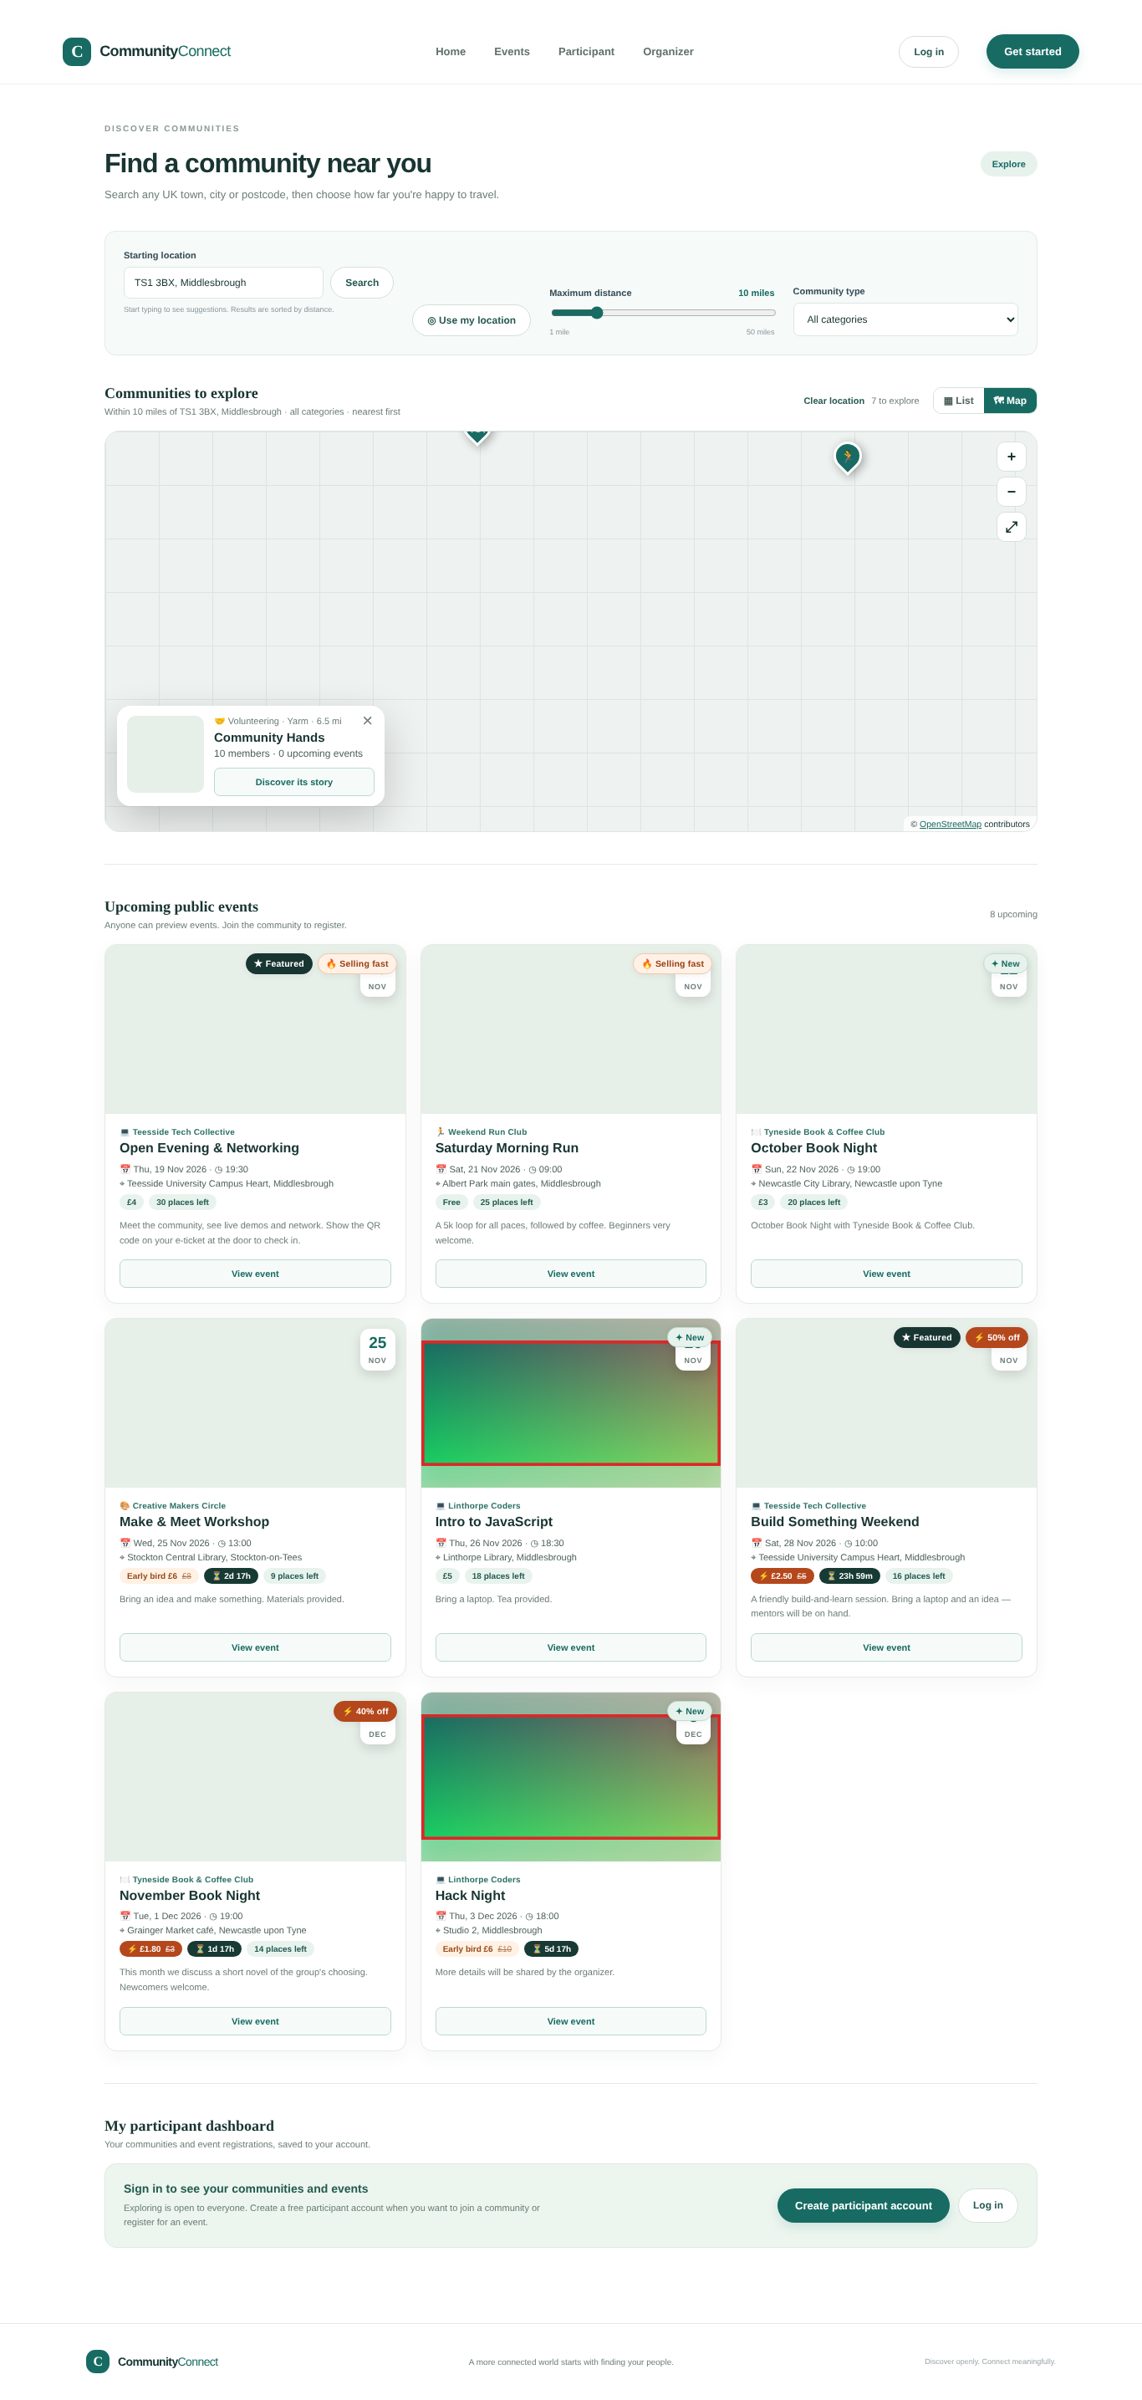 C CommunityConnect
Home Events Participant Organizer Log in Get started
DISCOVER COMMUNITIES
Find a community near you
Explore
Search any UK town, city or postcode, then choose how far you're happy to travel.
Starting location
TS1 3BX, Middlesbrough
Search
Start typing to see suggestions. Results are sorted by distance.
◎ Use my location
Maximum distance 10 miles
1 mile 50 miles
Community type
All categories
Communities to explore
Within 10 miles of TS1 3BX, Middlesbrough · all categories · nearest first
Clear location 7 to explore
List
Map
+
−
Volunteering · Yarm · 6.5 mi
Community Hands
10 members · 0 upcoming events
Discover its story
© OpenStreetMap contributors
Upcoming public events
Anyone can preview events. Join the community to register.
8 upcoming
★ Featured
🔥 Selling fast
NOV
Teesside Tech Collective
Open Evening & Networking
Thu, 19 Nov 2026 · 19:30
Teesside University Campus Heart, Middlesbrough
£4 30 places left
Meet the community, see live demos and network. Show the QR
code on your e-ticket at the door to check in.
View event
🔥 Selling fast
NOV
Weekend Run Club
Saturday Morning Run
Sat, 21 Nov 2026 · 09:00
Albert Park main gates, Middlesbrough
Free 25 places left
A 5k loop for all paces, followed by coffee. Beginners very
welcome.
View event
✦ New
NOV
Tyneside Book & Coffee Club
October Book Night
Sun, 22 Nov 2026 · 19:00
Newcastle City Library, Newcastle upon Tyne
£3 20 places left
October Book Night with Tyneside Book & Coffee Club.
View event
25
NOV
Creative Makers Circle
Make & Meet Workshop
Wed, 25 Nov 2026 · 13:00
Stockton Central Library, Stockton-on-Tees
Early bird £6 £8 2d 17h 9 places left
Bring an idea and make something. Materials provided.
View event
✦ New
NOV
Linthorpe Coders
Intro to JavaScript
Thu, 26 Nov 2026 · 18:30
Linthorpe Library, Middlesbrough
£5 18 places left
Bring a laptop. Tea provided.
View event
★ Featured
⚡ 50% off
NOV
Teesside Tech Collective
Build Something Weekend
Sat, 28 Nov 2026 · 10:00
Teesside University Campus Heart, Middlesbrough
⚡ £2.50 £5 23h 59m 16 places left
A friendly build-and-learn session. Bring a laptop and an idea —
mentors will be on hand.
View event
⚡ 40% off
DEC
Tyneside Book & Coffee Club
November Book Night
Tue, 1 Dec 2026 · 19:00
Grainger Market café, Newcastle upon Tyne
⚡ £1.80 £3 1d 17h 14 places left
This month we discuss a short novel of the group's choosing.
Newcomers welcome.
View event
✦ New
DEC
Linthorpe Coders
Hack Night
Thu, 3 Dec 2026 · 18:00
Studio 2, Middlesbrough
Early bird £6 £10 5d 17h
More details will be shared by the organizer.
View event
My participant dashboard
Your communities and event registrations, saved to your account.
Sign in to see your communities and events
Exploring is open to everyone. Create a free participant account when you want to join a community or
register for an event.
Create participant account
Log in
C CommunityConnect
A more connected world starts with finding your people.
Discover openly. Connect meaningfully.